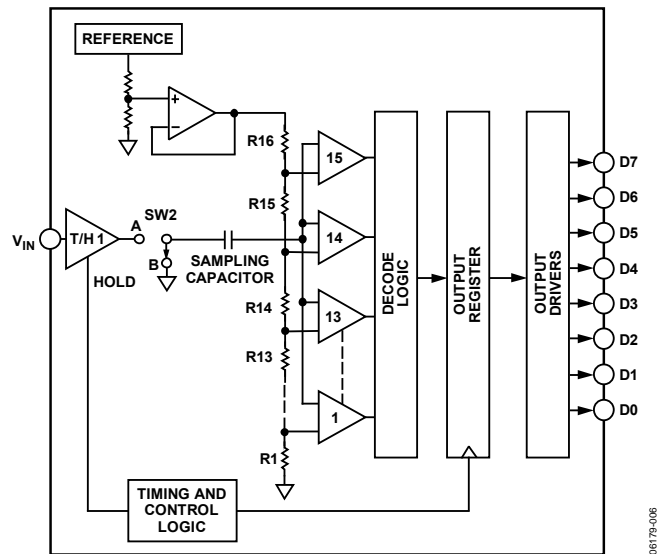 REFERENCE
+
−
R16
15
R15
D7
D6
D5
D4
D3
D2
D1
D0
VIN
T/H 1
A
SW2
B
HOLD
SAMPLING
CAPACITOR
14
R14
13
R13
1
R1
DECODE
LOGIC
OUTPUT
REGISTER
OUTPUT
DRIVERS
TIMING AND
CONTROL
LOGIC
06179-006